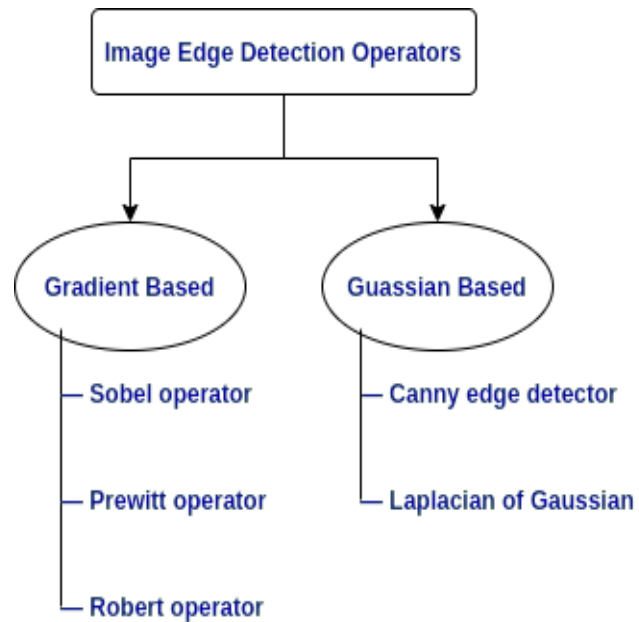 Image Edge Detection Operators
Gradient Based
Guassian Based
Sobel operator
Canny edge detector
Prewitt operator
Laplacian of Gaussian
Robert operator